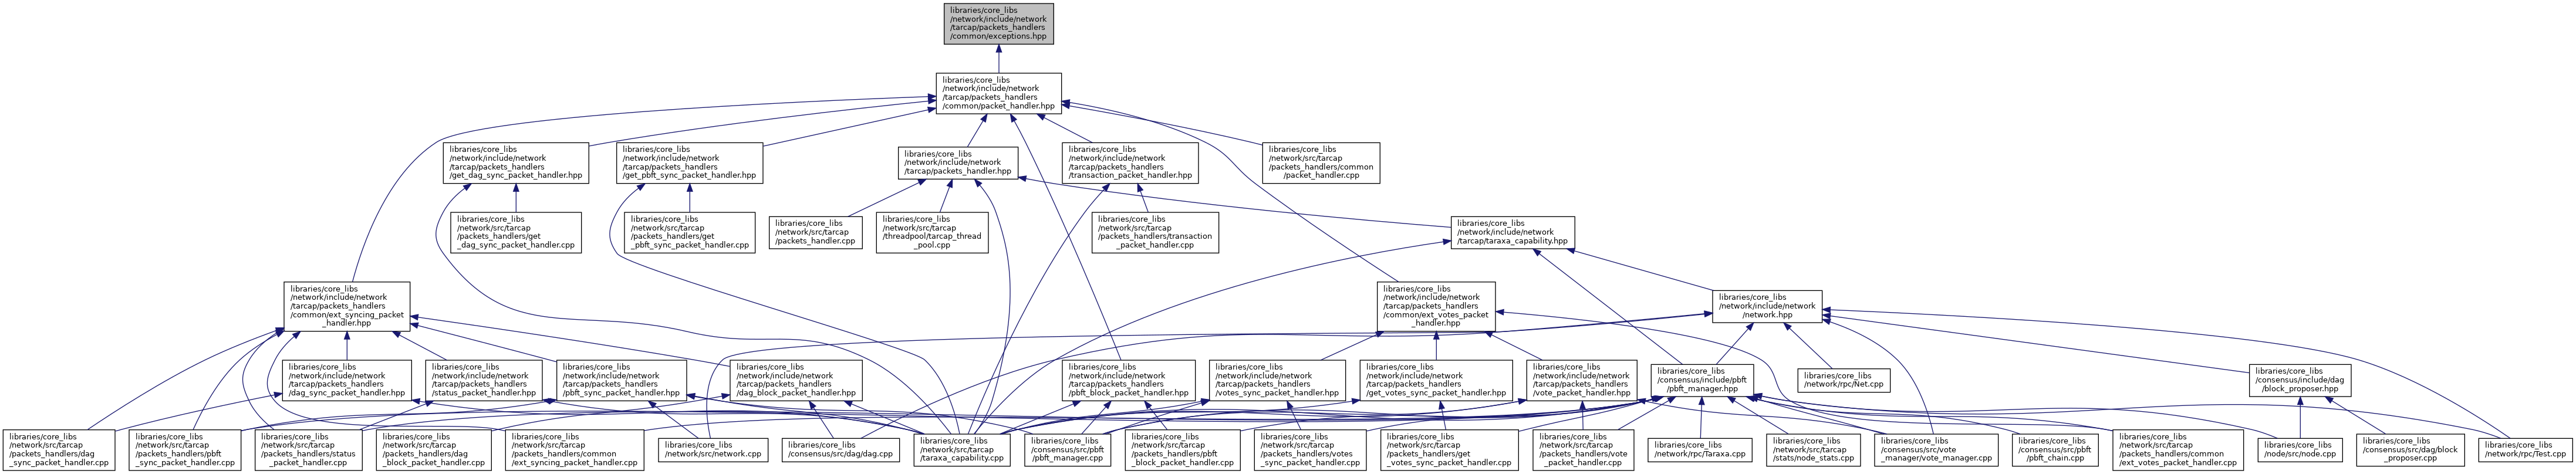 libraries/core_libs
/network/include/network
/tarcap/packets_handlers
/common/exceptions.hpp
libraries/core_libs
/network/include/network
/tarcap/packets_handlers
/common/packet_handler.hpp
libraries/core_libs
/network/include/network
/tarcap/packets_handlers
/get_dag_sync_packet_handler.hpp
libraries/core_libs
/network/include/network
/tarcap/packets_handlers
/get_pbft_sync_packet_handler.hpp
libraries/core_libs
/network/include/network
/tarcap/packets_handler.hpp
libraries/core_libs
/network/include/network
/tarcap/packets_handlers
/transaction_packet_handler.hpp
libraries/core_libs
/network/src/tarcap
/packets_handlers/common
/packet_handler.cpp
libraries/core_libs
/network/src/tarcap
/packets_handlers/get
_dag_sync_packet_handler.cpp
libraries/core_libs
/network/src/tarcap
/packets_handlers/get
_pbft_sync_packet_handler.cpp
libraries/core_libs
/network/src/tarcap
/packets_handler.cpp
libraries/core_libs
/network/src/tarcap
/threadpool/tarcap_thread
_pool.cpp
libraries/core_libs
/network/src/tarcap
/packets_handlers/transaction
_packet_handler.cpp
libraries/core_libs
/network/include/network
/tarcap/taraxa_capability.hpp
libraries/core_libs
/network/include/network
/tarcap/packets_handlers
/common/ext_syncing_packet
_handler.hpp
libraries/core_libs
/network/include/network
/tarcap/packets_handlers
/common/ext_votes_packet
_handler.hpp
libraries/core_libs
/network/include/network
/network.hpp
libraries/core_libs
/network/include/network
/tarcap/packets_handlers
/dag_sync_packet_handler.hpp
libraries/core_libs
/network/include/network
/tarcap/packets_handlers
/status_packet_handler.hpp
libraries/core_libs
/network/include/network
/tarcap/packets_handlers
/pbft_sync_packet_handler.hpp
libraries/core_libs
/network/include/network
/tarcap/packets_handlers
/dag_block_packet_handler.hpp
libraries/core_libs
/network/include/network
/tarcap/packets_handlers
/pbft_block_packet_handler.hpp
libraries/core_libs
/network/include/network
/tarcap/packets_handlers
/votes_sync_packet_handler.hpp
libraries/core_libs
/network/include/network
/tarcap/packets_handlers
/get_votes_sync_packet_handler.hpp
libraries/core_libs
/network/include/network
/tarcap/packets_handlers
/vote_packet_handler.hpp
libraries/core_libs
/consensus/include/pbft
/pbft_manager.hpp
libraries/core_libs
/network/rpc/Net.cpp
libraries/core_libs
/consensus/include/dag
/block_proposer.hpp
libraries/core_libs
/network/src/tarcap
/packets_handlers/dag
_sync_packet_handler.cpp
libraries/core_libs
/network/src/tarcap
/packets_handlers/pbft
_sync_packet_handler.cpp
libraries/core_libs
/network/src/tarcap
/packets_handlers/status
_packet_handler.cpp
libraries/core_libs
/network/src/tarcap
/packets_handlers/dag
_block_packet_handler.cpp
libraries/core_libs
/network/src/tarcap
/packets_handlers/common
/ext_syncing_packet_handler.cpp
libraries/core_libs
/network/src/network.cpp
libraries/core_libs
/consensus/src/dag/dag.cpp
libraries/core_libs
/network/src/tarcap
/taraxa_capability.cpp
libraries/core_libs
/consensus/src/pbft
/pbft_manager.cpp
libraries/core_libs
/network/src/tarcap
/packets_handlers/pbft
_block_packet_handler.cpp
libraries/core_libs
/network/src/tarcap
/packets_handlers/votes
_sync_packet_handler.cpp
libraries/core_libs
/network/src/tarcap
/packets_handlers/get
_votes_sync_packet_handler.cpp
libraries/core_libs
/network/src/tarcap
/packets_handlers/vote
_packet_handler.cpp
libraries/core_libs
/network/rpc/Taraxa.cpp
libraries/core_libs
/network/src/tarcap
/stats/node_stats.cpp
libraries/core_libs
/consensus/src/vote
_manager/vote_manager.cpp
libraries/core_libs
/consensus/src/pbft
/pbft_chain.cpp
libraries/core_libs
/network/src/tarcap
/packets_handlers/common
/ext_votes_packet_handler.cpp
libraries/core_libs
/node/src/node.cpp
libraries/core_libs
/consensus/src/dag/block
_proposer.cpp
libraries/core_libs
/network/rpc/Test.cpp